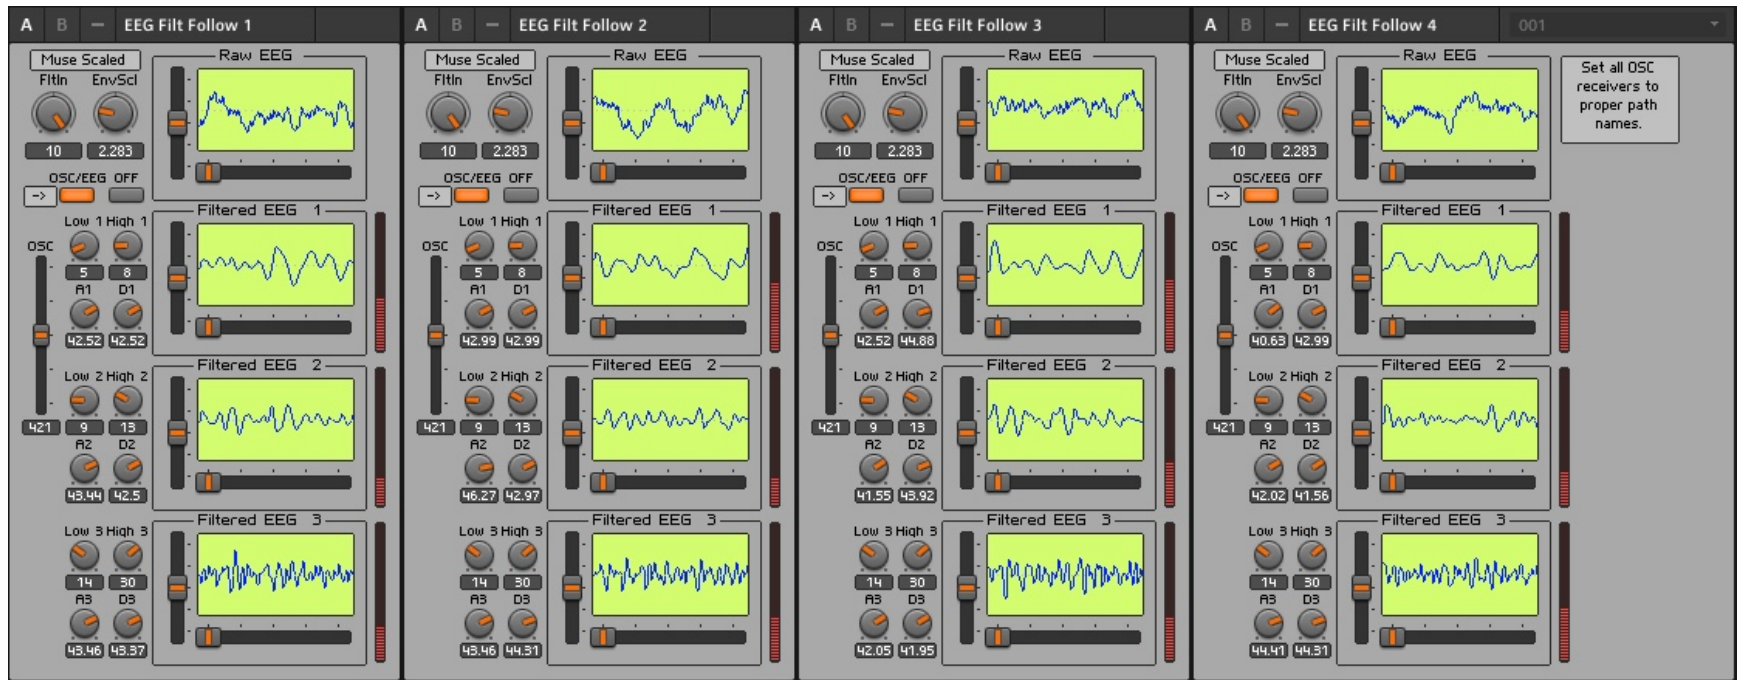 A B – EEG Filt Follow 1
Muse Scaled
FltIn EnvScl
10 2.283
OSC/EEG OFF
->
Raw EEG
Low 1 High 1
OSC
5 8
A1 D1
42.52 42.52
Filtered EEG 1
Low 2 High 2
421
9 13
A2 D2
43.44 42.5
Filtered EEG 2
Low 3 High 3
14 30
A3 D3
43.46 43.37
Filtered EEG 3
A B – EEG Filt Follow 2
Muse Scaled
FltIn EnvScl
10 2.283
OSC/EEG OFF
->
Raw EEG
Low 1 High 1
OSC
5 8
A1 D1
42.99 42.99
Filtered EEG 1
Low 2 High 2
421
9 13
A2 D2
46.27 42.97
Filtered EEG 2
Low 3 High 3
14 30
A3 D3
43.46 44.31
Filtered EEG 3
A B – EEG Filt Follow 3
Muse Scaled
FltIn EnvScl
10 2.283
OSC/EEG OFF
->
Raw EEG
Low 1 High 1
OSC
5 8
A1 D1
42.52 44.88
Filtered EEG 1
Low 2 High 2
421
9 13
A2 D2
41.55 43.92
Filtered EEG 2
Low 3 High 3
14 30
A3 D3
42.05 41.95
Filtered EEG 3
A B – EEG Filt Follow 4
001
Muse Scaled
FltIn EnvScl
10 2.283
OSC/EEG OFF
->
Raw EEG
Low 1 High 1
OSC
5 8
A1 D1
40.63 42.99
Filtered EEG 1
Low 2 High 2
421
9 13
A2 D2
42.02 41.56
Filtered EEG 2
Low 3 High 3
14 30
A3 D3
44.41 44.31
Filtered EEG 3
Set all OSC
receivers to
proper path
names.